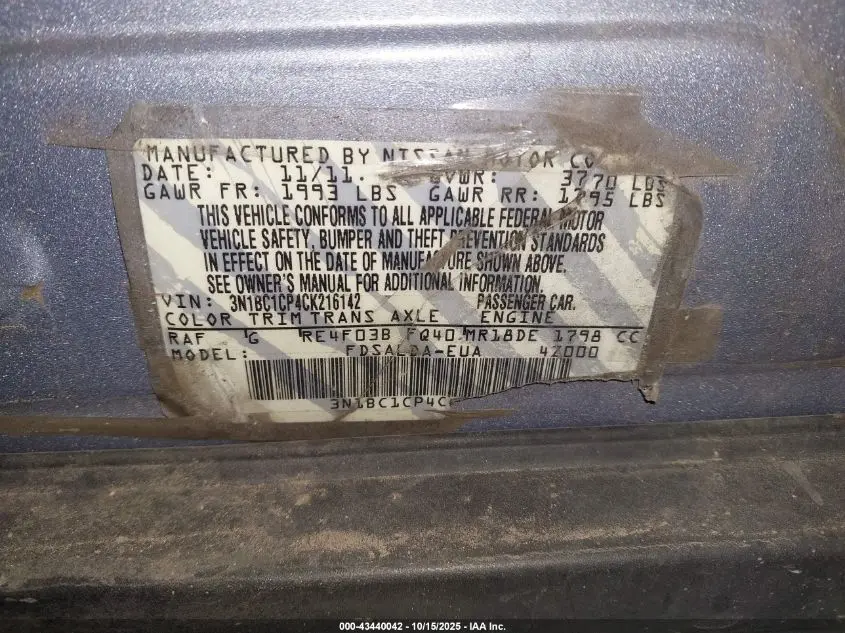 MANUFACTURED BY NISSAN MOTOR CO
DATE: 11/11. GVWR: 3770 LBS
GAWR FR: 1993 LBS GAWR RR: 1795 LBS
THIS VEHICLE CONFORMS TO ALL APPLICABLE FEDERAL MOTOR
VEHICLE SAFETY, BUMPER AND THEFT PREVENTION STANDARDS
IN EFFECT ON THE DATE OF MANUFACTURE SHOWN ABOVE.
SEE OWNER'S MANUAL FOR ADDITIONAL INFORMATION.
VIN: 3N1BC1CP4CK216142 PASSENGER CAR.
COLOR TRIM TRANS AXLE ENGINE
RAF G RE4F03B FQ40 MR18DE 1798 CC
MODEL: FDSALDA-EUA 4Z000
3N1BC1CP4C
000-43440042 - 10/15/2025 - IAA Inc.